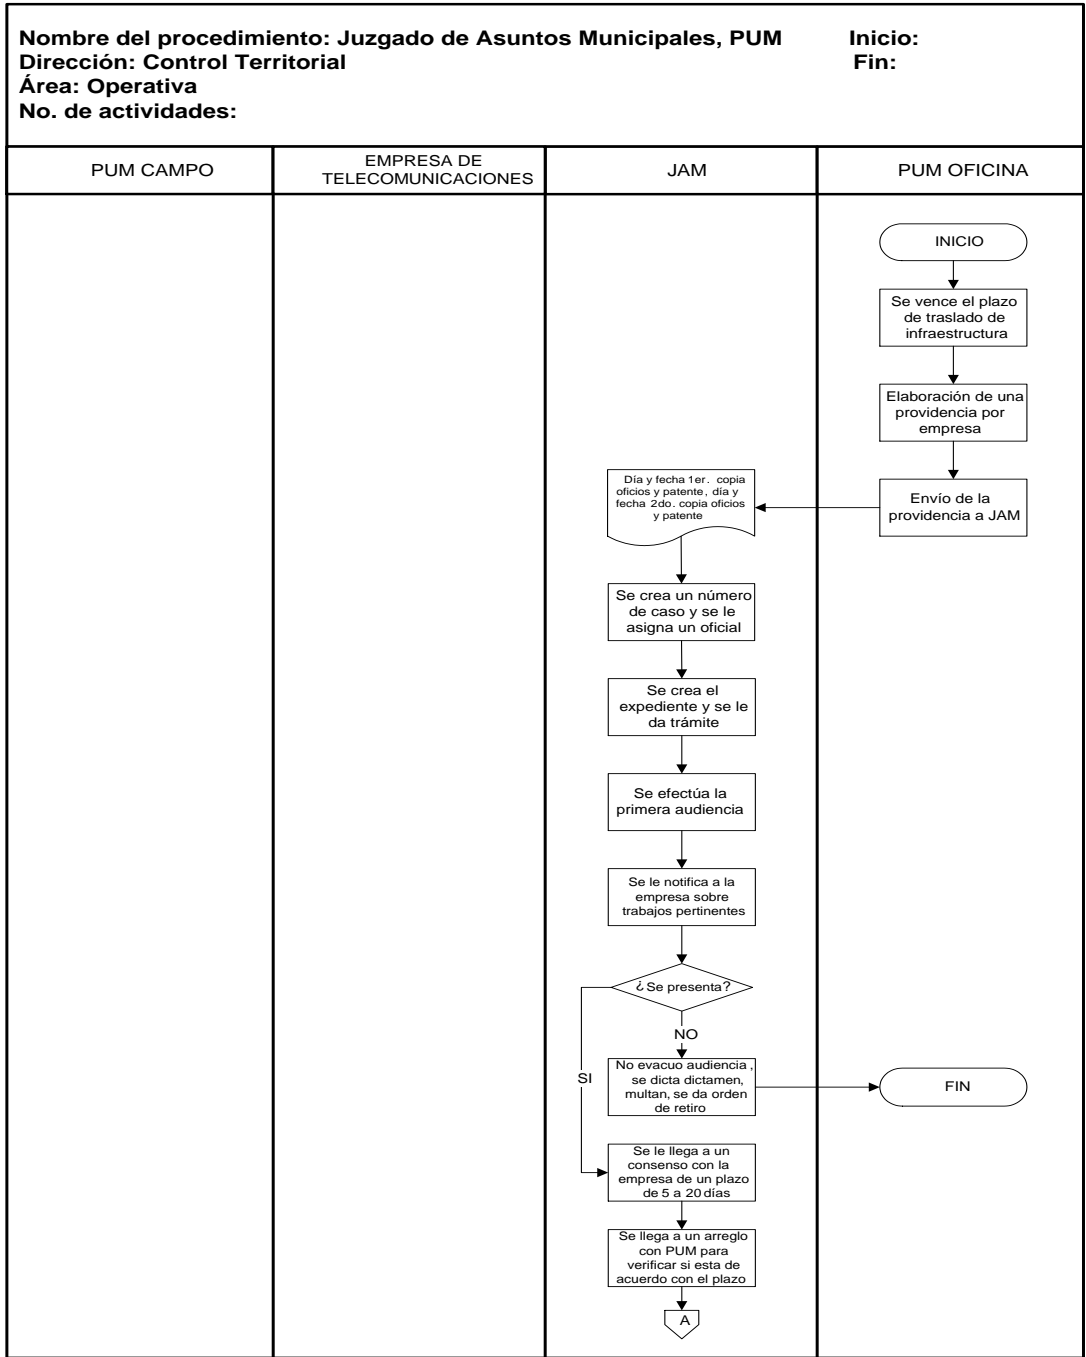 Nombre del procedimiento: Juzgado de Asuntos Municipales, PUM Inicio:
Dirección: Control Territorial Fin:
Área: Operativa
No. de actividades:
PUM CAMPO
EMPRESA DE
TELECOMUNICACIONES
JAM
PUM OFICINA
INICIO
Se vence el plazo
de traslado de
infraestructura
Elaboración de una
providencia por
empresa
Envío de la
providencia a JAM
Día y fecha 1er. copia
oficios y patente, día y
fecha 2do. copia oficios
y patente
Se crea un número
de caso y se le
asigna un oficial
Se crea el
expediente y se le
da trámite
Se efectúa la
primera audiencia
Se le notifica a la
empresa sobre
trabajos pertinentes
¿Se presenta?
NO
SI
No evacuo audiencia,
se dicta dictamen,
multan, se da orden
de retiro
FIN
Se le llega a un
consenso con la
empresa de un plazo
de 5 a 20 días
Se llega a un arreglo
con PUM para
verificar si esta de
acuerdo con el plazo
A